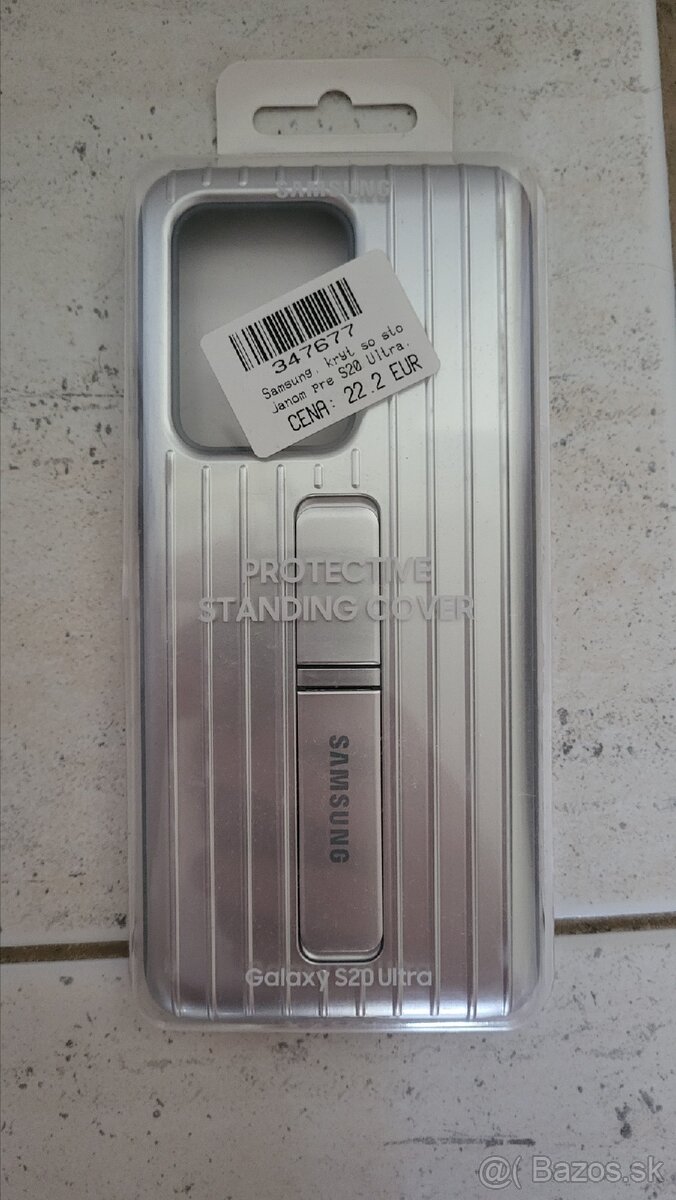 SAMSUNG
347677
Samsung, kryt so sto
janom pre S20 Ultra.
CENA: 22.2 EUR
PROTECTIVE
STANDING COVER
SAMSUNG
Galaxy S20 Ultra
@( Bazos.sk